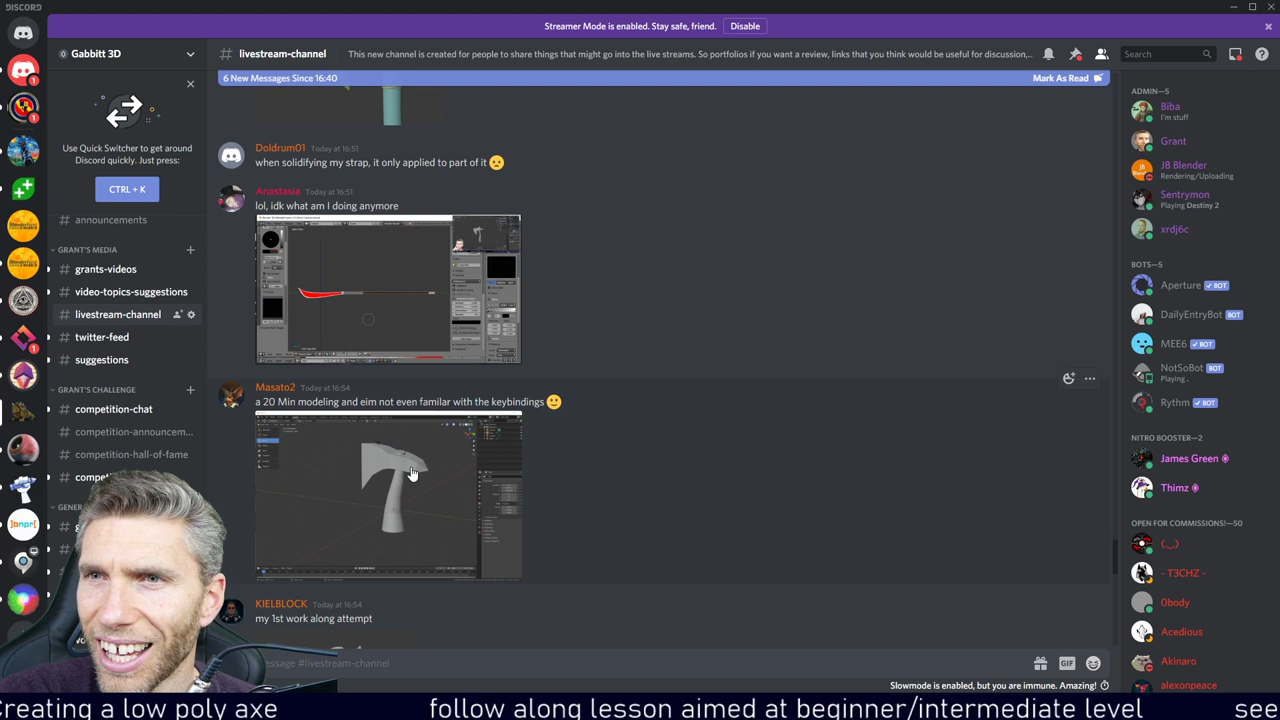 DISCORD
Streamer Mode is enabled. Stay safe, friend.
Disable
Gabbitt 3D
# livestream-channel
This new channel is created for people to share things that might go into the live streams. So portfolios if you want a review, links that you think would be useful for discussion,...
Search
6 New Messages Since 16:40
Mark As Read
Use Quick Switcher to get around
Discord quickly. Just press:
CTRL + K
# announcements
GRANT'S MEDIA
# grants-videos
# video-topics-suggestions
# livestream-channel
# twitter-feed
# suggestions
GRANT'S CHALLENGE
# competition-chat
# competition-announcem...
# competition-hall-of-fame
Doldrum01 Today at 16:51
when solidifying my strap, it only applied to part of it
Anastasia Today at 16:51
lol, idk what am I doing anymore
Masato2 Today at 16:54
a 20 Min modeling and eim not even familar with the keybindings
KIELBLOCK Today at 16:54
my 1st work along attempt
essage #livestream-channel
GIF
Slowmode is enabled, but you are immune. Amazing!
ADMIN—5
Biba
I'm stuff
Grant
JB Blender
Rendering/Uploading
Sentrymon
Playing Destiny 2
xrdj6c
BOTS—5
Aperture BOT
DailyEntryBot BOT
MEE6 BOT
NotSoBot BOT
Playing .
Rythm BOT
NITRO BOOSTER—2
James Green
Thimz
OPEN FOR COMMISSIONS!—50
(._.)
- T3CHZ -
0body
Acedious
Akinaro
alexonpeace
Creating a low poly axe follow along lesson aimed at beginner/intermediate level see